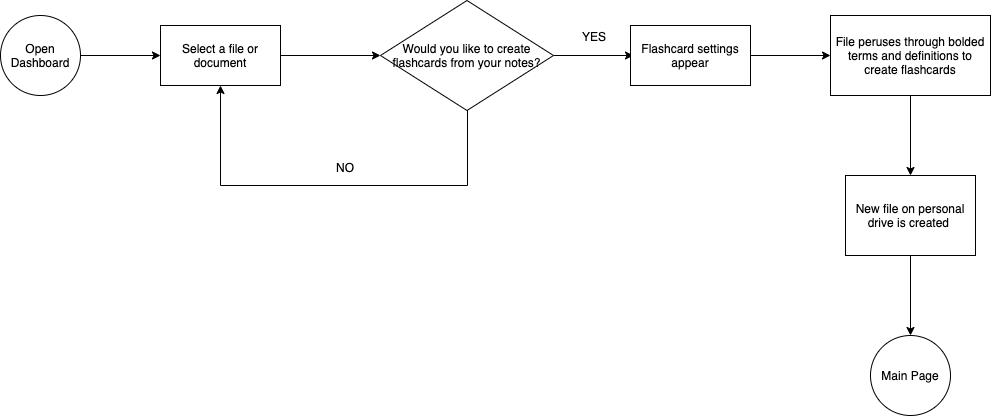 Open
Dashboard
Select a file or
document
Would you like to create
flashcards from your notes?
YES
Flashcard settings
appear
File peruses through bolded
terms and definitions to
create flashcards
NO
New file on personal
drive is created
Main Page